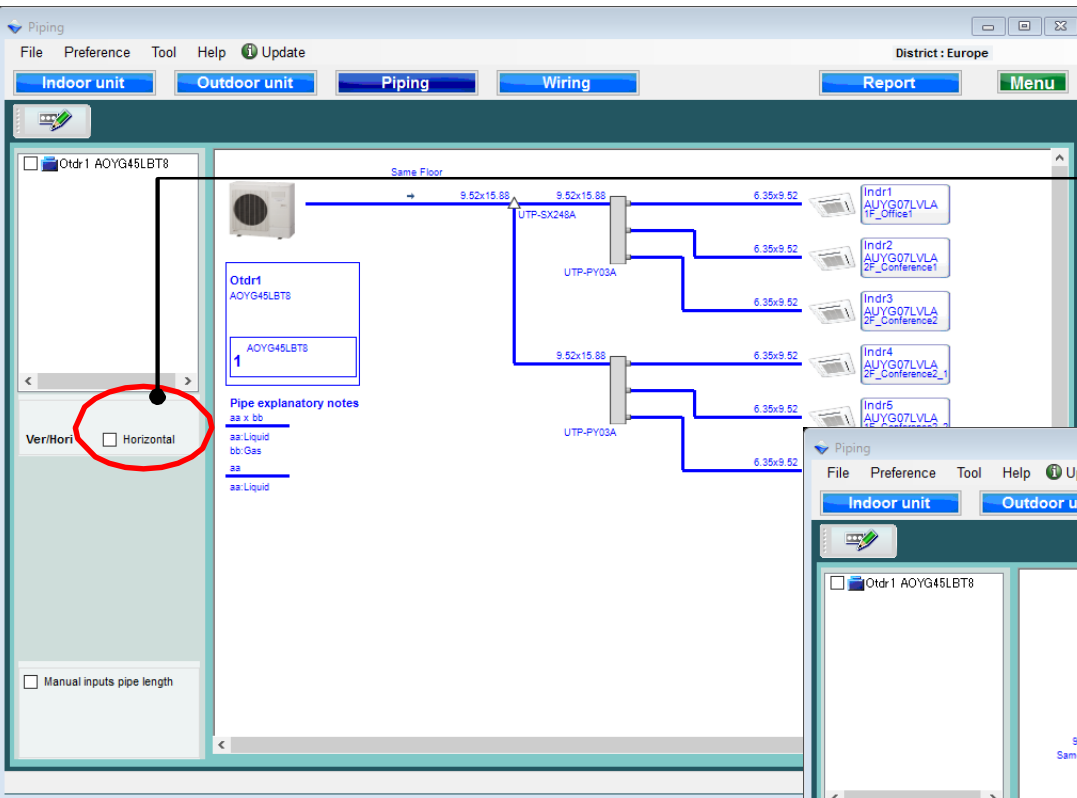 Piping
File Preference Tool Help Update
District : Europe
Indoor unit Outdoor unit Piping Wiring Report Menu
Otdr1 AOYG45LBT8
Ver/Hori Horizontal
Manual inputs pipe length
Same Floor
9.52x15.88 9.52x15.88 6.35x9.52
UTP-SX248A
Indr1
AUYG07LVLA
1F_Office1
6.35x9.52
Indr2
AUYG07LVLA
2F_Conference1
UTP-PY03A
6.35x9.52
Indr3
AUYG07LVLA
2F_Conference2
9.52x15.88 6.35x9.52
Indr4
AUYG07LVLA
2F_Conference2_1
6.35x9.52
Indr5
AUYG07LVLA
UTP-PY03A
6.35x9.52
Otdr1
AOYG45LBT8
AOYG45LBT8
1
Pipe explanatory notes
aa x bb
aa:Liquid
bb:Gas
aa
aa:Liquid
Piping
File Preference Tool Help U
Indoor unit Outdoor u
Otdr1 AOYG45LBT8
9
Sam